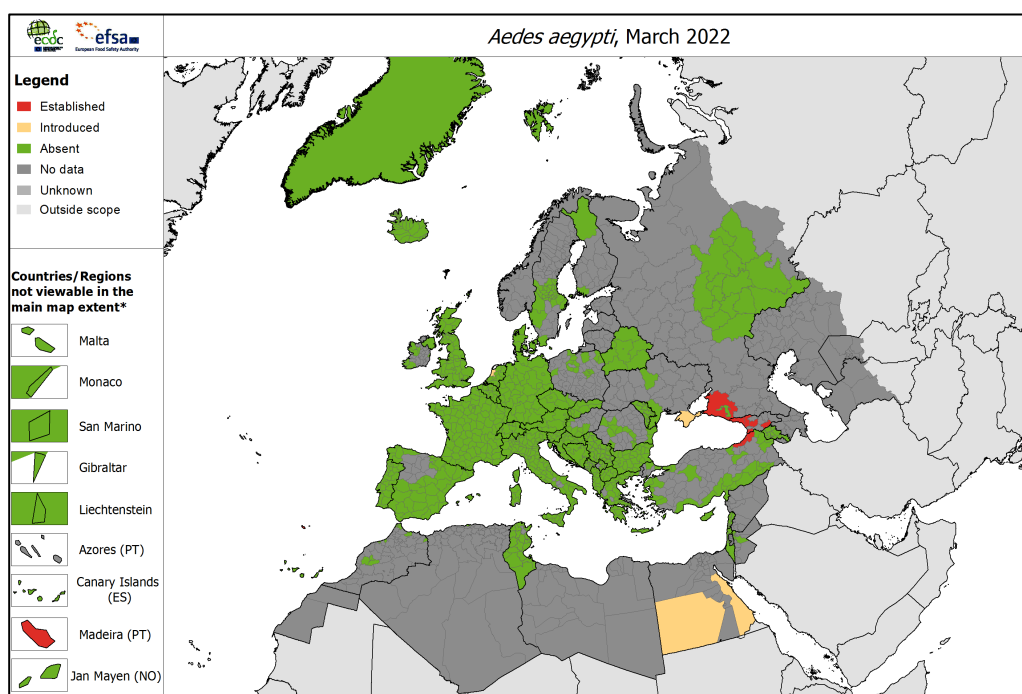 ecdc
efsa
European Food Safety Authority
Aedes aegypti, March 2022
Legend
Established
Introduced
Absent
No data
Unknown
Outside scope
Countries/Regions
not viewable in the
main map extent*
Malta
Monaco
San Marino
Gibraltar
Liechtenstein
Azores (PT)
Canary Islands
(ES)
Madeira (PT)
Jan Mayen (NO)